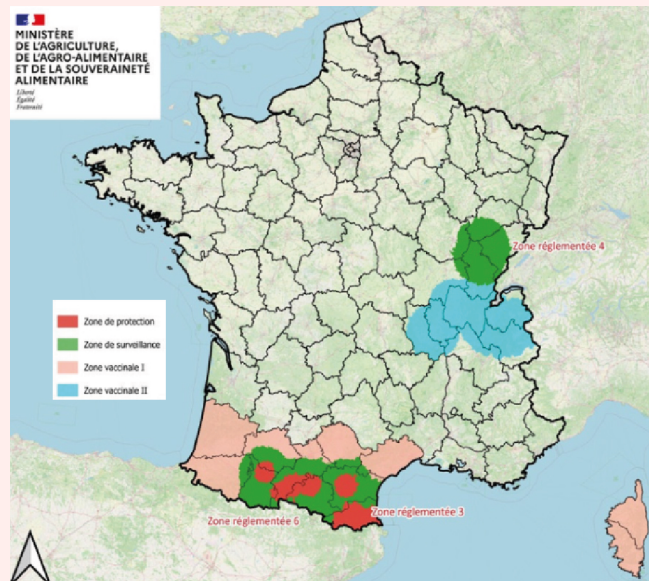 MINISTÈRE
DE L'AGRICULTURE,
DE L'AGRO-ALIMENTAIRE
ET DE LA SOUVERAINETÉ
ALIMENTAIRE
Liberté
Égalité
Fraternité
Zone réglementée 4
Zone de protection
Zone de surveillance
Zone vaccinale I
Zone vaccinale II
Zone réglementée 6
Zone réglementée 3